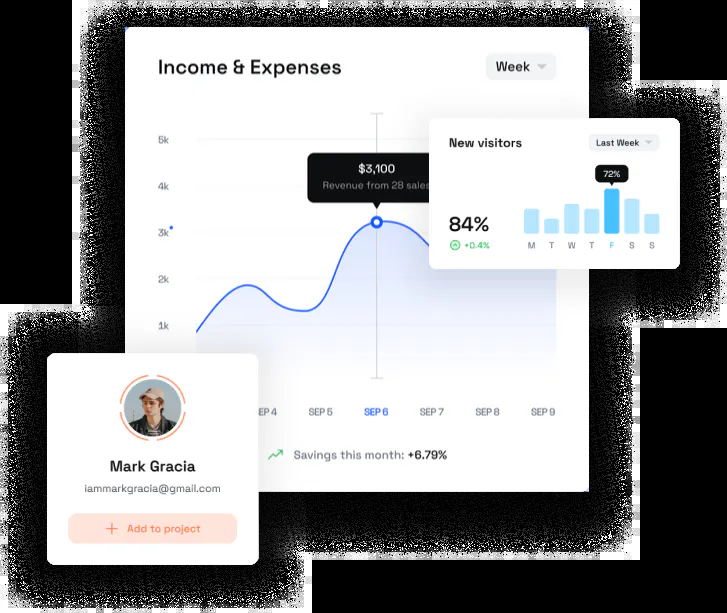 Income & Expenses
Week
5k
4k
3k
2k
1k
$3,100
Revenue from 28 sales
SEP 5
SEP 6
SEP 7
SEP 8
SEP 9
Savings this month: +6.79%
New visitors
Last Week
72%
84%
+0.4%
M T W T F S S
Mark Gracia
iammarkgracia@gmail.com
+ Add to project